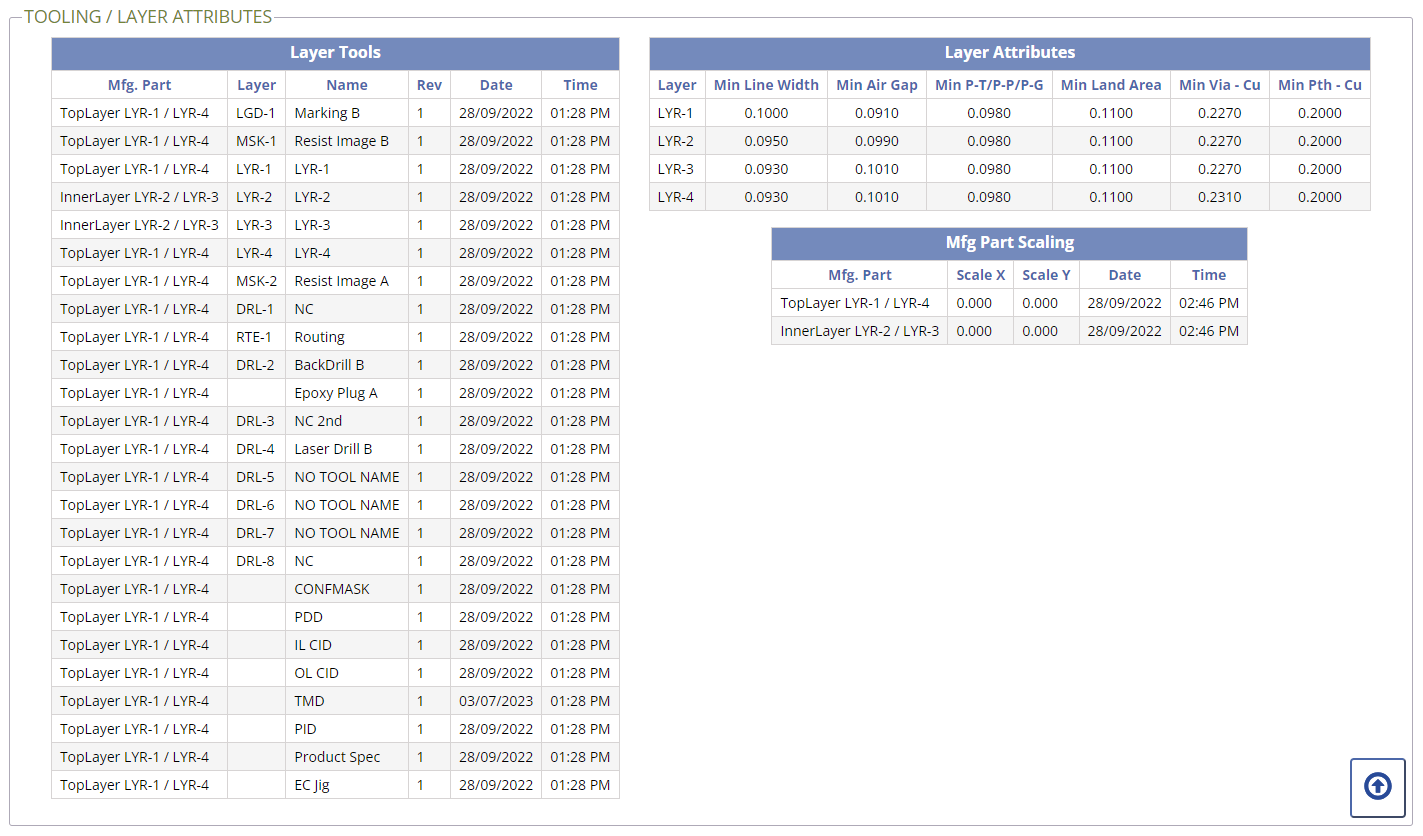 TOOLING / LAYER ATTRIBUTES
Layer Tools
Mfg. Part Layer Name Rev Date Time
TopLayer LYR-1 / LYR-4 LGD-1 Marking B 1 28/09/2022 01:28 PM
TopLayer LYR-1 / LYR-4 MSK-1 Resist Image B 1 28/09/2022 01:28 PM
TopLayer LYR-1 / LYR-4 LYR-1 LYR-1 1 28/09/2022 01:28 PM
InnerLayer LYR-2 / LYR-3 LYR-2 LYR-2 1 28/09/2022 01:28 PM
InnerLayer LYR-2 / LYR-3 LYR-3 LYR-3 1 28/09/2022 01:28 PM
TopLayer LYR-1 / LYR-4 LYR-4 LYR-4 1 28/09/2022 01:28 PM
TopLayer LYR-1 / LYR-4 MSK-2 Resist Image A 1 28/09/2022 01:28 PM
TopLayer LYR-1 / LYR-4 DRL-1 NC 1 28/09/2022 01:28 PM
TopLayer LYR-1 / LYR-4 RTE-1 Routing 1 28/09/2022 01:28 PM
TopLayer LYR-1 / LYR-4 DRL-2 BackDrill B 1 28/09/2022 01:28 PM
TopLayer LYR-1 / LYR-4 Epoxy Plug A 1 28/09/2022 01:28 PM
TopLayer LYR-1 / LYR-4 DRL-3 NC 2nd 1 28/09/2022 01:28 PM
TopLayer LYR-1 / LYR-4 DRL-4 Laser Drill B 1 28/09/2022 01:28 PM
TopLayer LYR-1 / LYR-4 DRL-5 NO TOOL NAME 1 28/09/2022 01:28 PM
TopLayer LYR-1 / LYR-4 DRL-6 NO TOOL NAME 1 28/09/2022 01:28 PM
TopLayer LYR-1 / LYR-4 DRL-7 NO TOOL NAME 1 28/09/2022 01:28 PM
TopLayer LYR-1 / LYR-4 DRL-8 NC 1 28/09/2022 01:28 PM
TopLayer LYR-1 / LYR-4 CONFMASK 1 28/09/2022 01:28 PM
TopLayer LYR-1 / LYR-4 PDD 1 28/09/2022 01:28 PM
TopLayer LYR-1 / LYR-4 IL CID 1 28/09/2022 01:28 PM
TopLayer LYR-1 / LYR-4 OL CID 1 28/09/2022 01:28 PM
TopLayer LYR-1 / LYR-4 TMD 1 03/07/2023 01:28 PM
TopLayer LYR-1 / LYR-4 PID 1 28/09/2022 01:28 PM
TopLayer LYR-1 / LYR-4 Product Spec 1 28/09/2022 01:28 PM
TopLayer LYR-1 / LYR-4 EC Jig 1 28/09/2022 01:28 PM
Layer Attributes
Layer Min Line Width Min Air Gap Min P-T/P-P/P-G Min Land Area Min Via - Cu Min Pth - Cu
LYR-1 0.1000 0.0910 0.0980 0.1100 0.2270 0.2000
LYR-2 0.0950 0.0990 0.0980 0.1100 0.2270 0.2000
LYR-3 0.0930 0.1010 0.0980 0.1100 0.2270 0.2000
LYR-4 0.0930 0.1010 0.0980 0.1100 0.2310 0.2000
Mfg Part Scaling
Mfg. Part Scale X Scale Y Date Time
TopLayer LYR-1 / LYR-4 0.000 0.000 28/09/2022 02:46 PM
InnerLayer LYR-2 / LYR-3 0.000 0.000 28/09/2022 02:46 PM